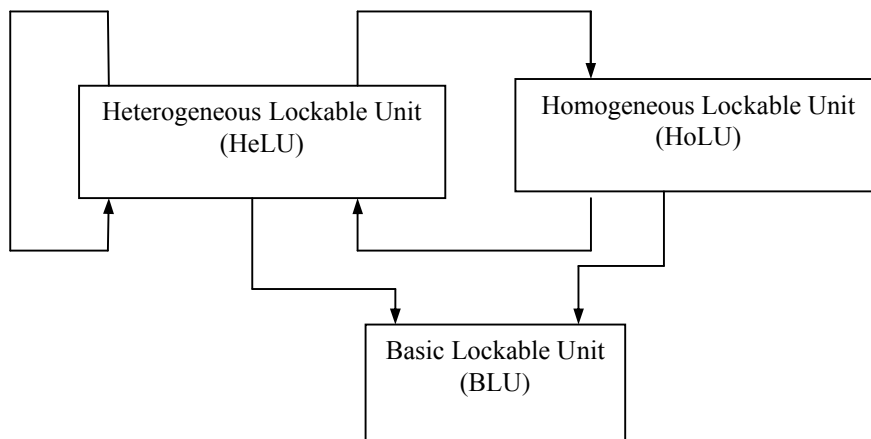 Heterogeneous Lockable Unit
(HeLU)
Homogeneous Lockable Unit
(HoLU)
Basic Lockable Unit
(BLU)